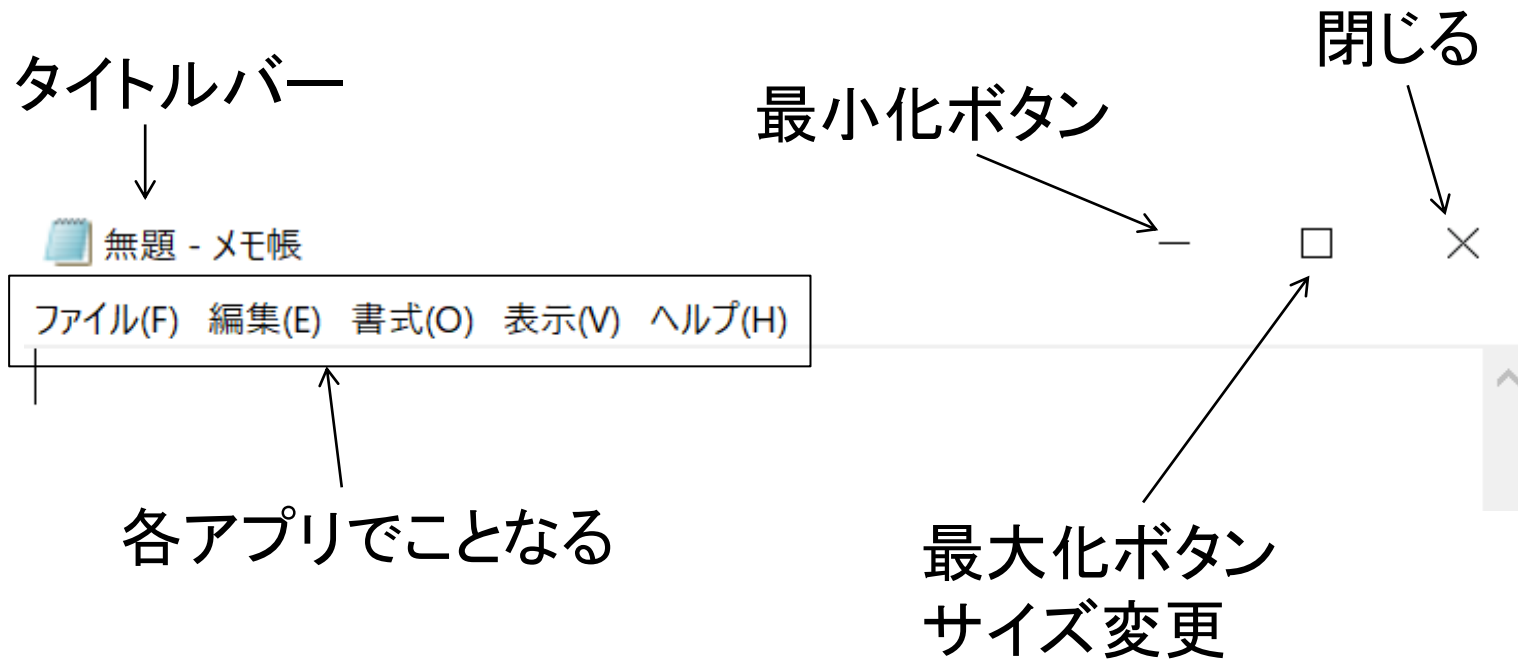 閉じる
タイトルバー
最小化ボタン
無題 - メモ帳
ファイル(F) 編集(E) 書式(O) 表示(V) ヘルプ(H)
各アプリでことなる
最大化ボタン
サイズ変更